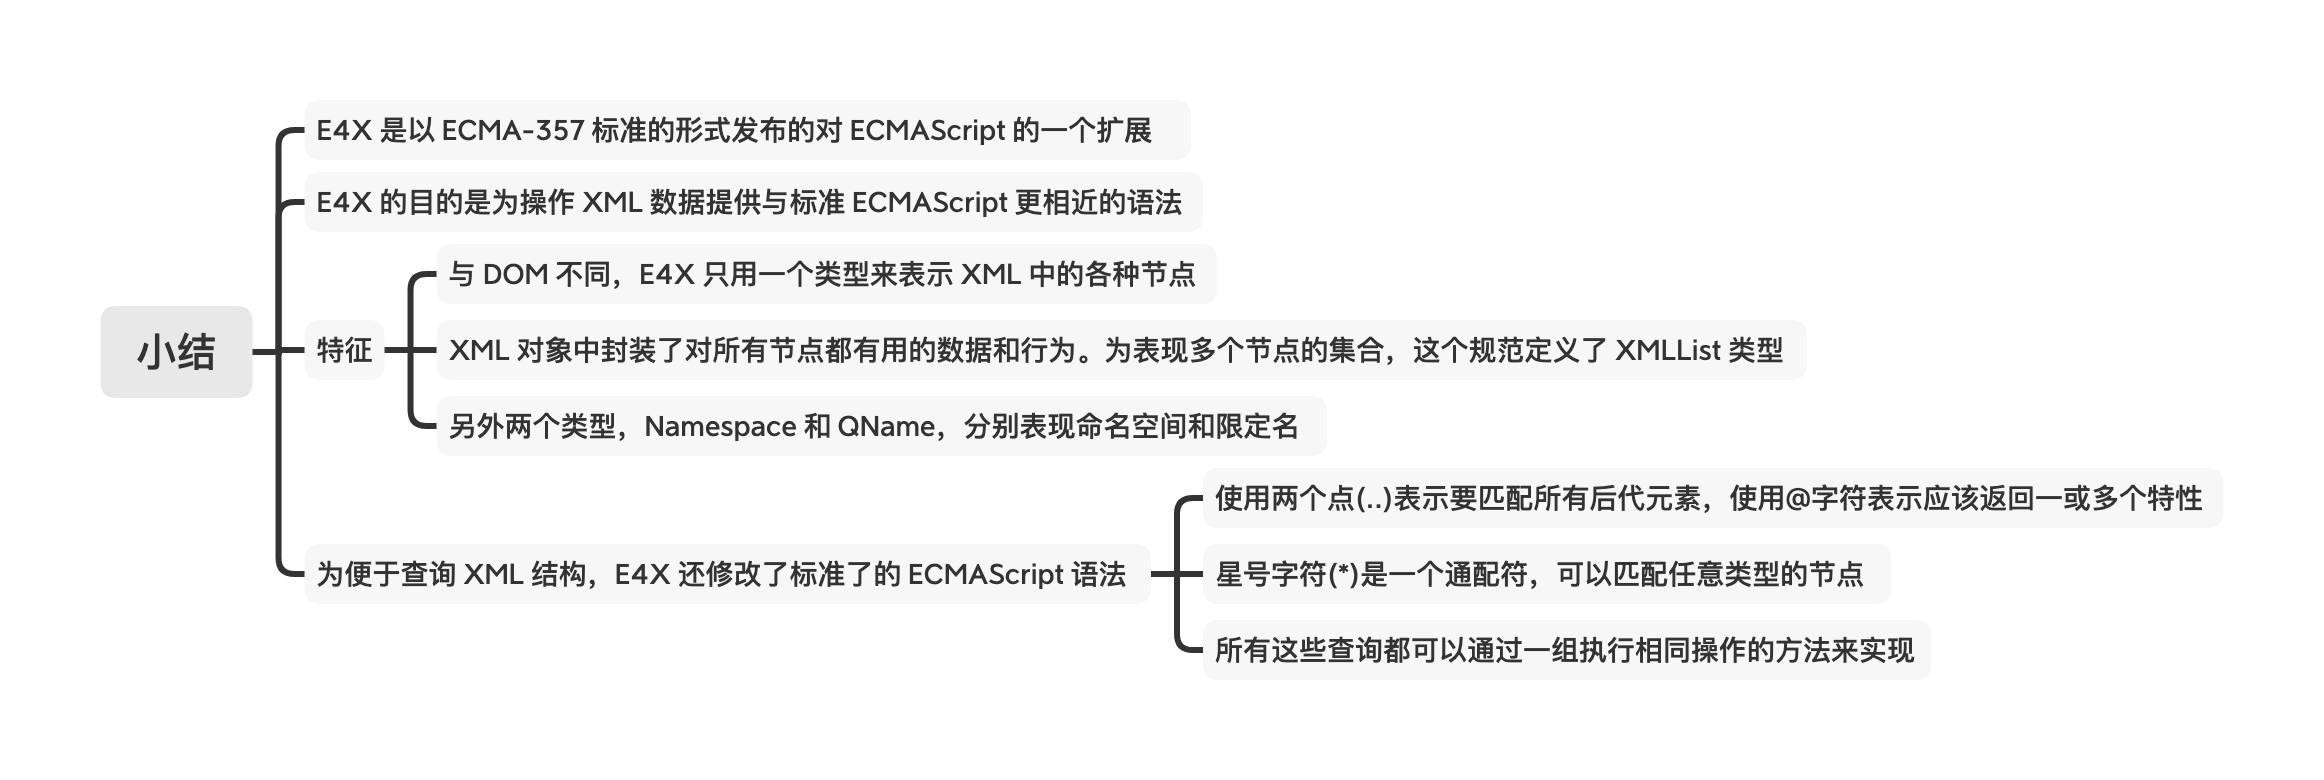 小结
E4X 是以 ECMA-357 标准的形式发布的对 ECMAScript 的一个扩展
E4X 的目的是为操作 XML 数据提供与标准 ECMAScript 更相近的语法
特征
与 DOM 不同，E4X 只用一个类型来表示 XML 中的各种节点
XML 对象中封装了对所有节点都有用的数据和行为。为表现多个节点的集合，这个规范定义了 XMLList 类型
另外两个类型，Namespace 和 QName，分别表现命名空间和限定名
为便于查询 XML 结构，E4X 还修改了标准了的 ECMAScript 语法
使用两个点(..)表示要匹配所有后代元素，使用@字符表示应该返回一或多个特性
星号字符(*)是一个通配符，可以匹配任意类型的节点
所有这些查询都可以通过一组执行相同操作的方法来实现